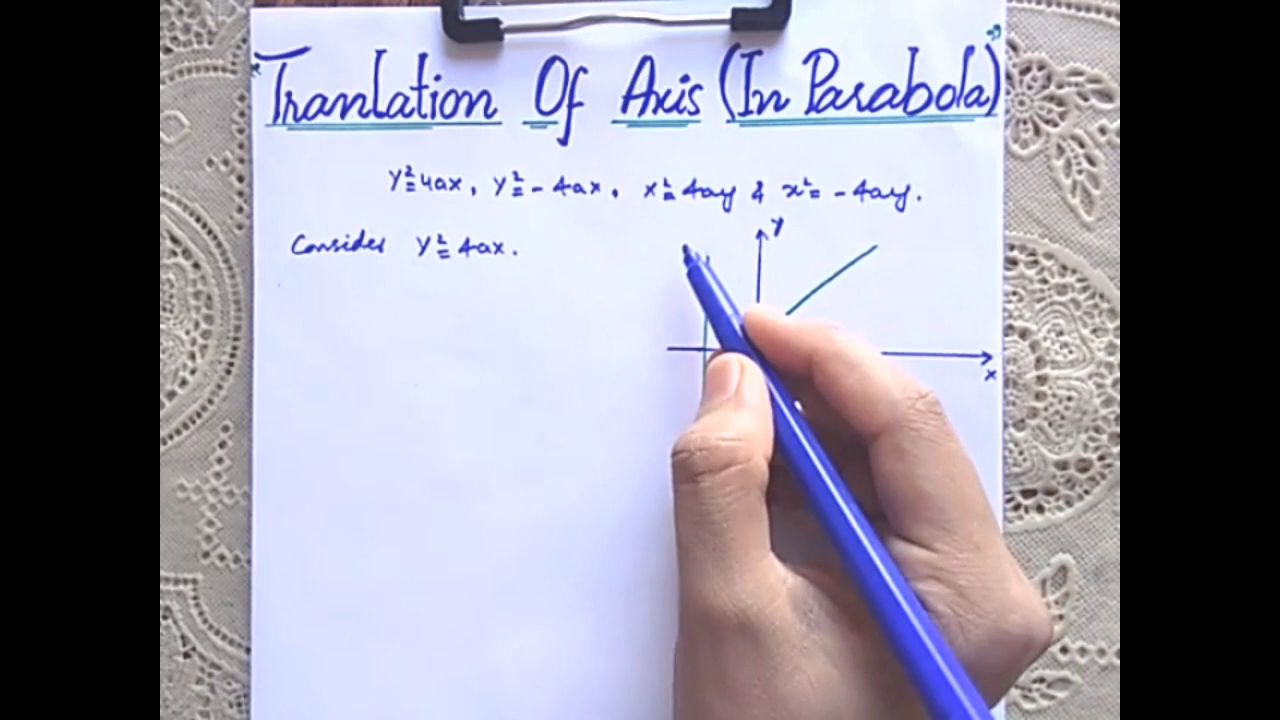 Tranlation Of Axis (In Parabola)
y²=4ax, y²=-4ax, x²=4ay & x²=-4ay.
Consider y²=4ax.
y
x